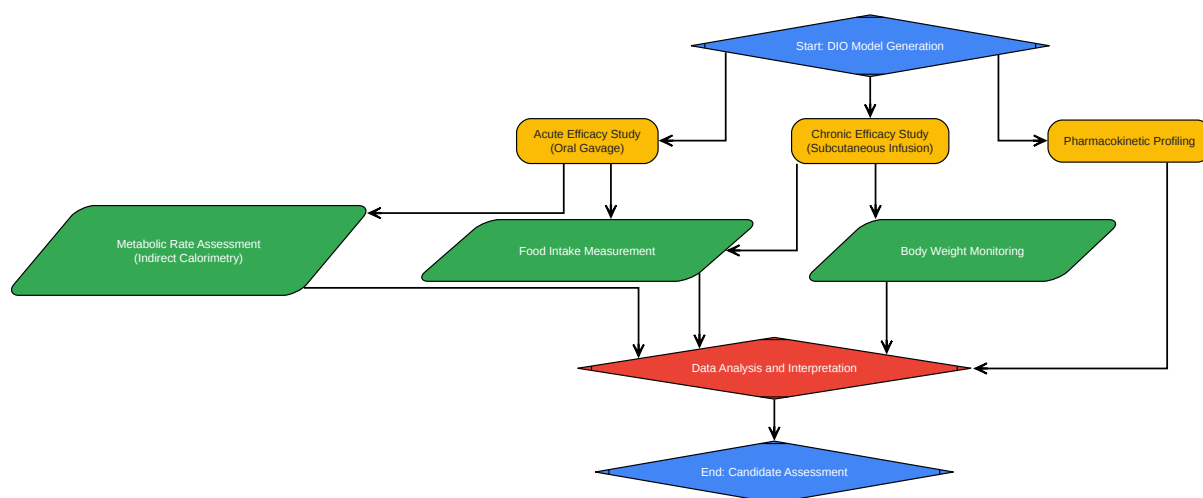 Start: DIO Model Generation
Acute Efficacy Study
(Oral Gavage)
Chronic Efficacy Study
(Subcutaneous Infusion)
Pharmacokinetic Profiling
Metabolic Rate Assessment
(Indirect Calorimetry)
Food Intake Measurement
Body Weight Monitoring
Data Analysis and Interpretation
End: Candidate Assessment